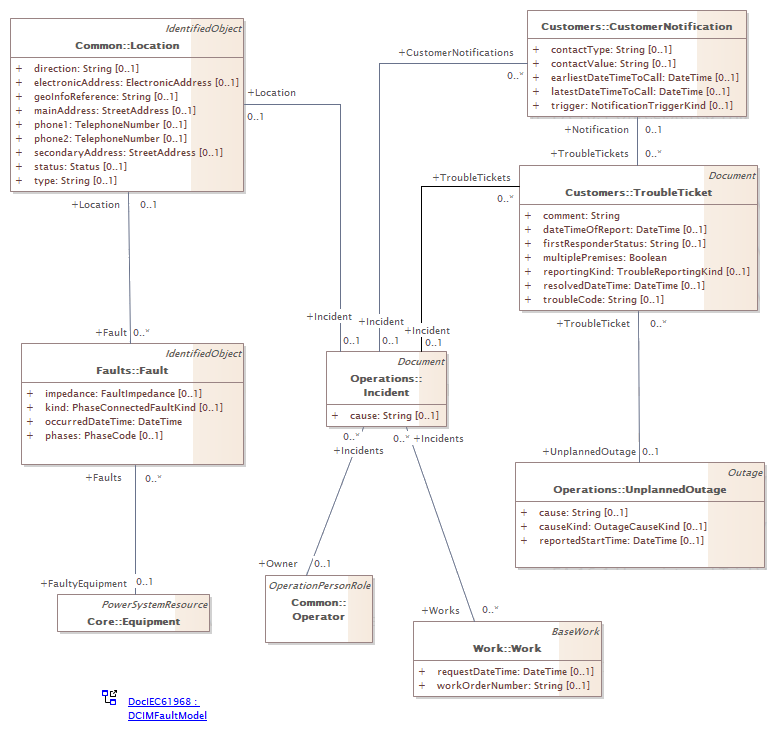 IdentifiedObject
Common::Location
+ direction: String [0..1]
+ electronicAddress: ElectronicAddress [0..1]
+ geoInfoReference: String [0..1]
+ mainAddress: StreetAddress [0..1]
+ phone1: TelephoneNumber [0..1]
+ phone2: TelephoneNumber [0..1]
+ secondaryAddress: StreetAddress [0..1]
+ status: Status [0..1]
+ type: String [0..1]
+Location
0..1
+CustomerNotifications
0..*
Customers::CustomerNotification
+ contactType: String [0..1]
+ contactValue: String [0..1]
+ earliestDateTimeToCall: DateTime [0..1]
+ latestDateTimeToCall: DateTime [0..1]
+ trigger: NotificationTriggerKind [0..1]
+Notification 0..1
+TroubleTickets 0..*
+TroubleTickets
0..*
Document
Customers::TroubleTicket
+ comment: String
+ dateTimeOfReport: DateTime [0..1]
+ firstResponderStatus: String [0..1]
+ multiplePremises: Boolean
+ reportingKind: TroubleReportingKind [0..1]
+ resolvedDateTime: DateTime [0..1]
+ troubleCode: String [0..1]
+Location 0..1
+Fault 0..*
+Incident
0..1
+Incident
0..1
+Incident
0..1
+TroubleTicket 0..*
IdentifiedObject
Faults::Fault
+ impedance: FaultImpedance [0..1]
+ kind: PhaseConnectedFaultKind [0..1]
+ occurredDateTime: DateTime
+ phases: PhaseCode [0..1]
Document
Operations::
Incident
+ cause: String [0..1]
0..*
+Incidents
0..* +Incidents
+UnplannedOutage 0..1
Outage
Operations::UnplannedOutage
+ cause: String [0..1]
+ causeKind: OutageCauseKind [0..1]
+ reportedStartTime: DateTime [0..1]
+Faults 0..*
+FaultyEquipment 0..1
PowerSystemResource
Core::Equipment
+Owner 0..1
OperationPersonRole
Common::
Operator
+Works 0..*
BaseWork
Work::Work
+ requestDateTime: DateTime [0..1]
+ workOrderNumber: String [0..1]
DocIEC61968 :
DCIMFaultModel